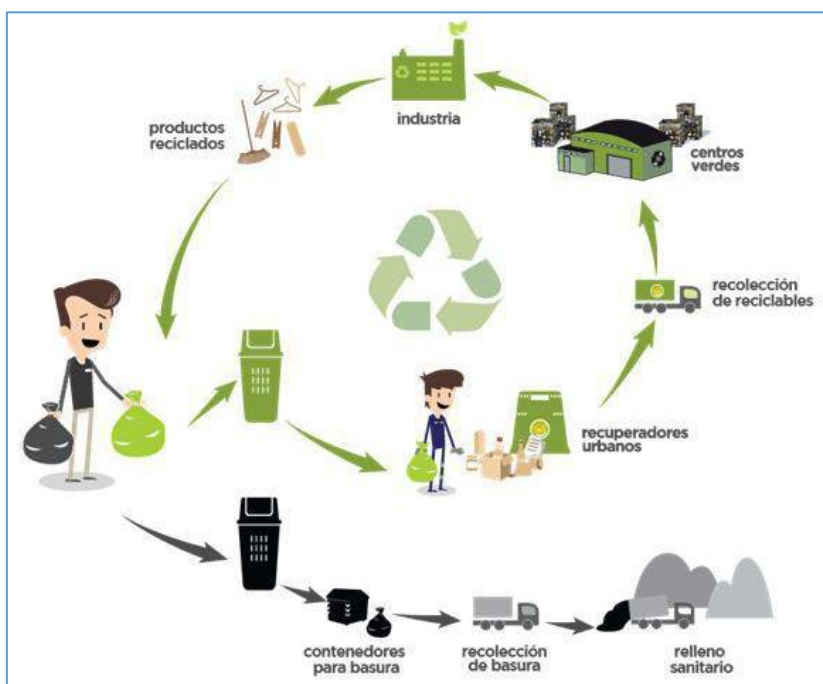 industria
productos
reciclados
centros
verdes
recolección
de reciclables
recuperadores
urbanos
contenedores
para basura
recolección
de basura
relleno
sanitario